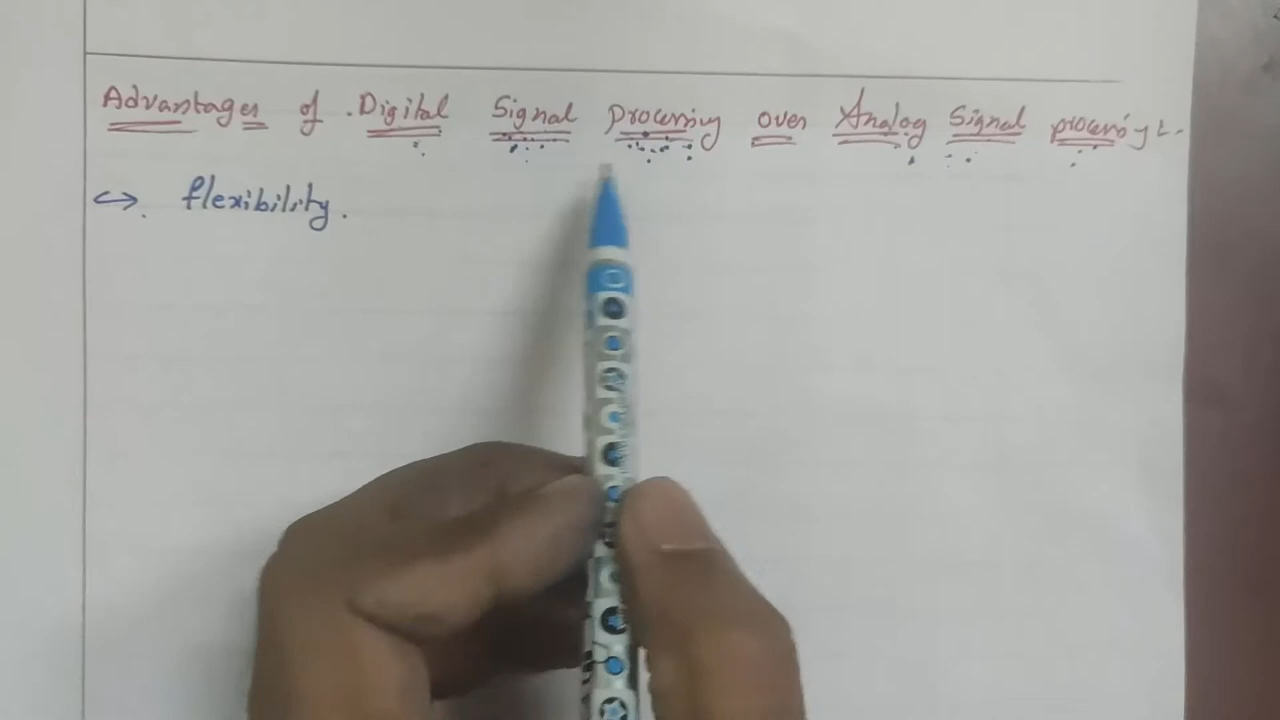 Advantages of Digital Signal processing over Analog Signal processing :-
↔ flexibility.